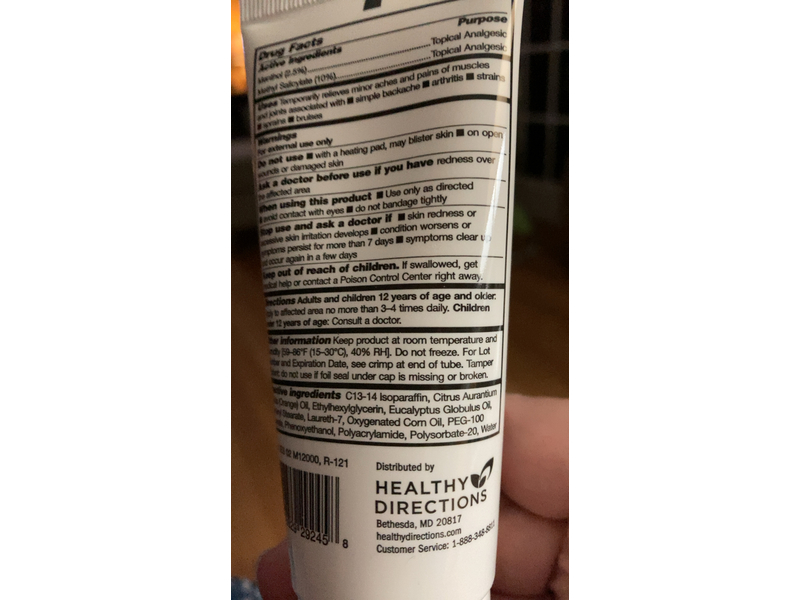 Drug Facts
Active Ingredients Purpose
Menthol (2.5%) Topical Analgesic
Methyl Salicylate (10%) Topical Analgesic
Uses Temporarily relieves minor aches and pains of muscles
and joints associated with ■ simple backache ■ arthritis ■ strains
■ sprains ■ bruises
Warnings
For external use only
Do not use ■ with a heating pad, may blister skin ■ on open
wounds or damaged skin
Ask a doctor before use if you have redness over
the affected area
When using this product ■ Use only as directed
■ avoid contact with eyes ■ do not bandage tightly
Stop use and ask a doctor if ■ skin redness or
excessive skin irritation develops ■ condition worsens or
symptoms persist for more than 7 days ■ symptoms clear up
occur again in a few days
Keep out of reach of children. If swallowed, get
help or contact a Poison Control Center right away.
Directions Adults and children 12 years of age and older:
to affected area no more than 3–4 times daily. Children
12 years of age: Consult a doctor.
Information Keep product at room temperature and
[59–86°F (15–30°C), 40% RH]. Do not freeze. For Lot
and Expiration Date, see crimp at end of tube. Tamper
do not use if foil seal under cap is missing or broken.
ingredients C13-14 Isoparaffin, Citrus Aurantium
Orange) Oil, Ethylhexylglycerin, Eucalyptus Globulus Oil,
Stearate, Laureth-7, Oxygenated Corn Oil, PEG-100
Phenoxyethanol, Polyacrylamide, Polysorbate-20, Water
02 M12000, R-121
29245 8
Distributed by
HEALTHY
DIRECTIONS
Bethesda, MD 20817
healthydirections.com
Customer Service: 1-888-348-